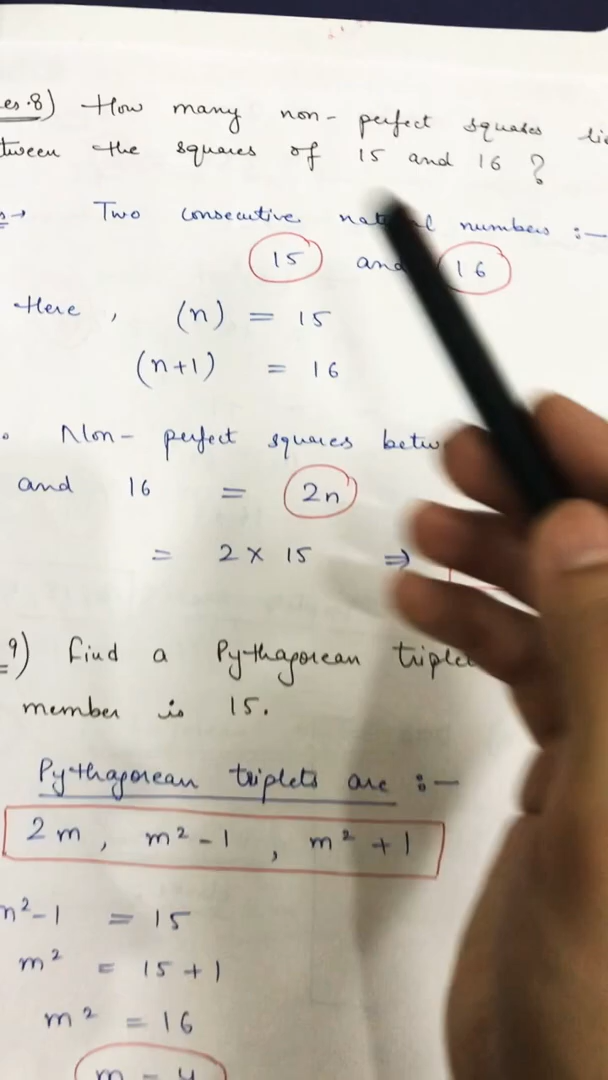 es.8) How many non-perfect squares lie
tween the squares of 15 and 16 ?
s→ Two consecutive natural numbers :-
15 and 16
Here, (n) = 15
(n+1) = 16
Non-perfect squares betw
and 16 = 2n
= 2 × 15 ⇒
9) find a Pythagorean triplet
member is 15.
Pythagorean triplets are :-
2m, m²-1, m²+1
m²-1 = 15
m² = 15+1
m² = 16
m = 4